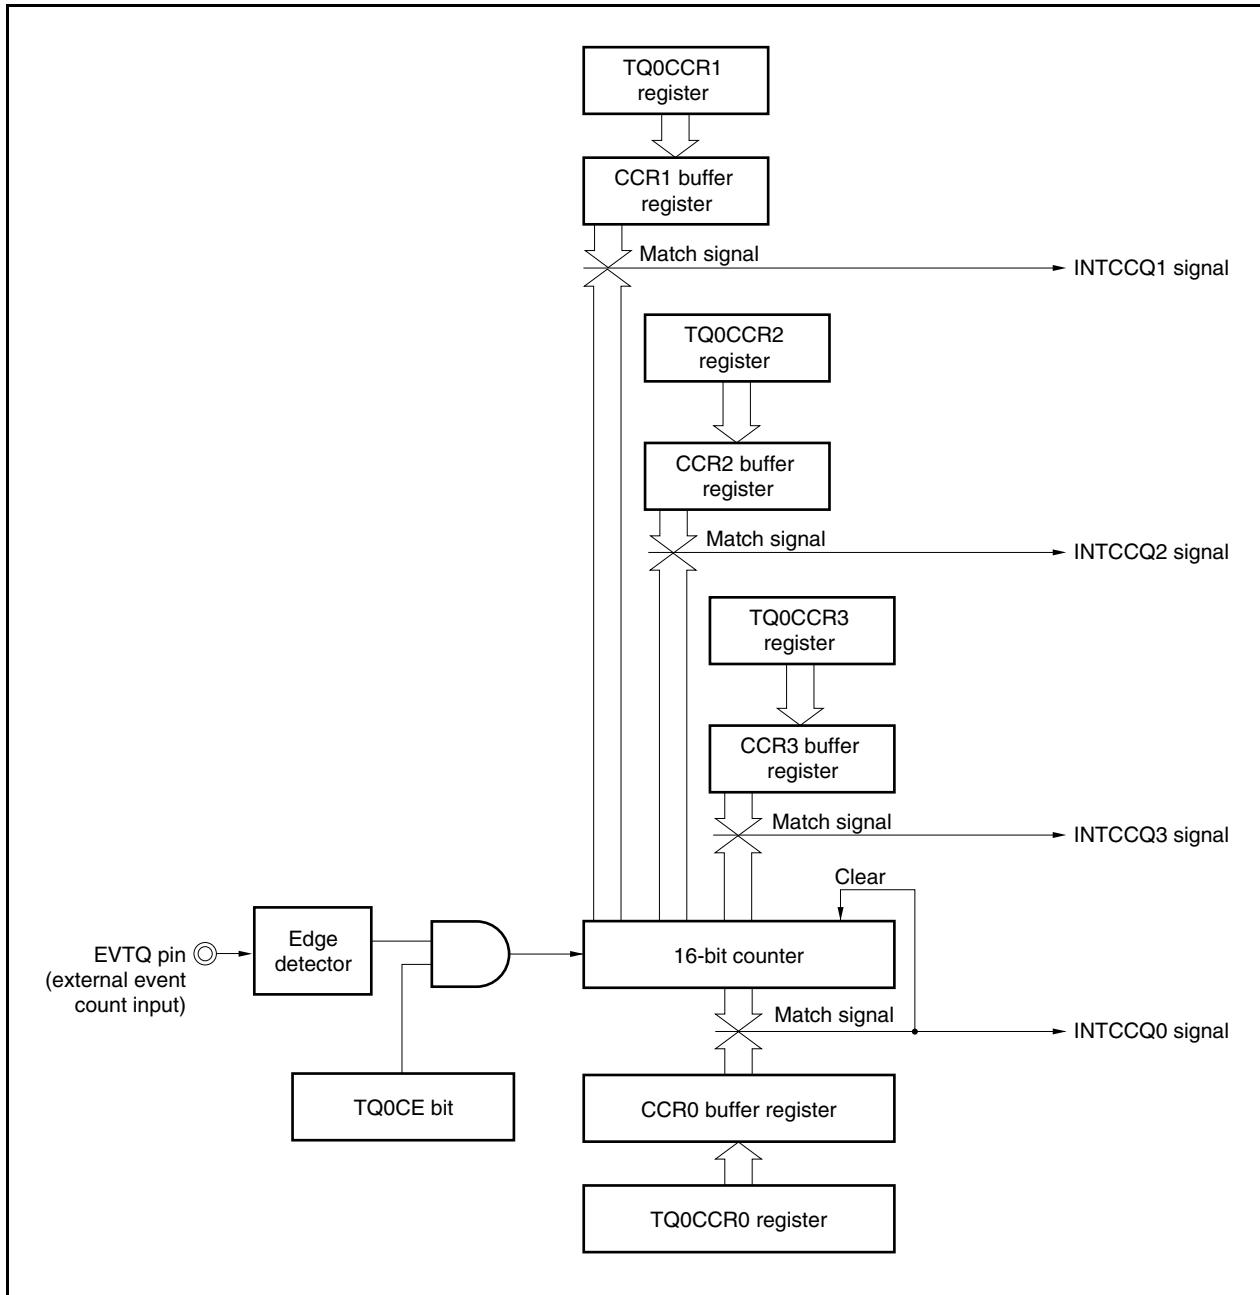 TQ0CCR1
register
CCR1 buffer
register
Match signal
INTCCQ1 signal
TQ0CCR2
register
CCR2 buffer
register
Match signal
INTCCQ2 signal
TQ0CCR3
register
CCR3 buffer
register
Match signal
INTCCQ3 signal
Clear
EVTQ pin
(external event
count input)
Edge
detector
16-bit counter
Match signal
INTCCQ0 signal
TQ0CE bit
CCR0 buffer register
TQ0CCR0 register